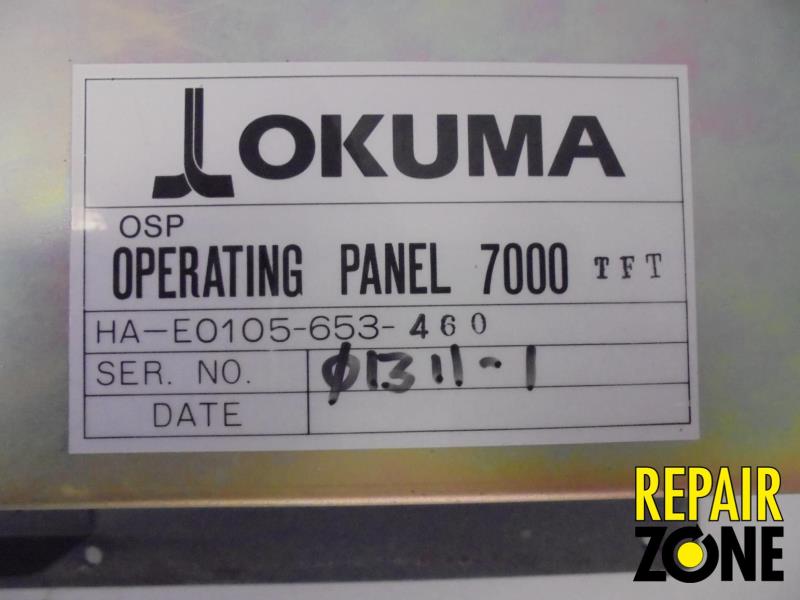 OKUMA
OSP
OPERATING PANEL 7000 TFT
HA-E0105-653-460
SER. NO. Ø1311-1
DATE
REPAIR
ZONE